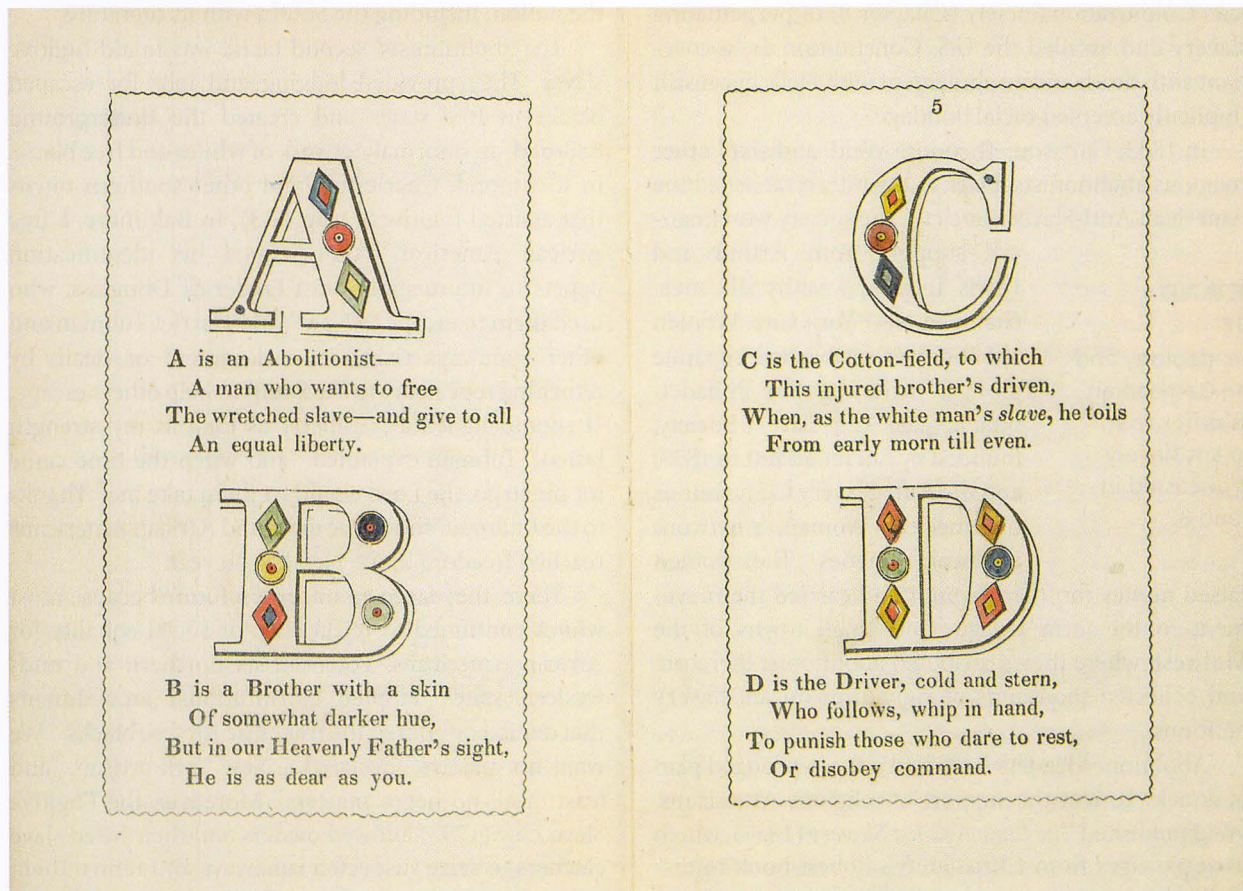 A
A is an Abolitionist—
A man who wants to free
The wretched slave—and give to all
An equal liberty.
B
B is a Brother with a skin
Of somewhat darker hue,
But in our Heavenly Father's sight,
He is as dear as you.
5
C
C is the Cotton-field, to which
This injured brother's driven,
When, as the white man's slave, he toils
From early morn till even.
D
D is the Driver, cold and stern,
Who follows, whip in hand,
To punish those who dare to rest,
Or disobey command.